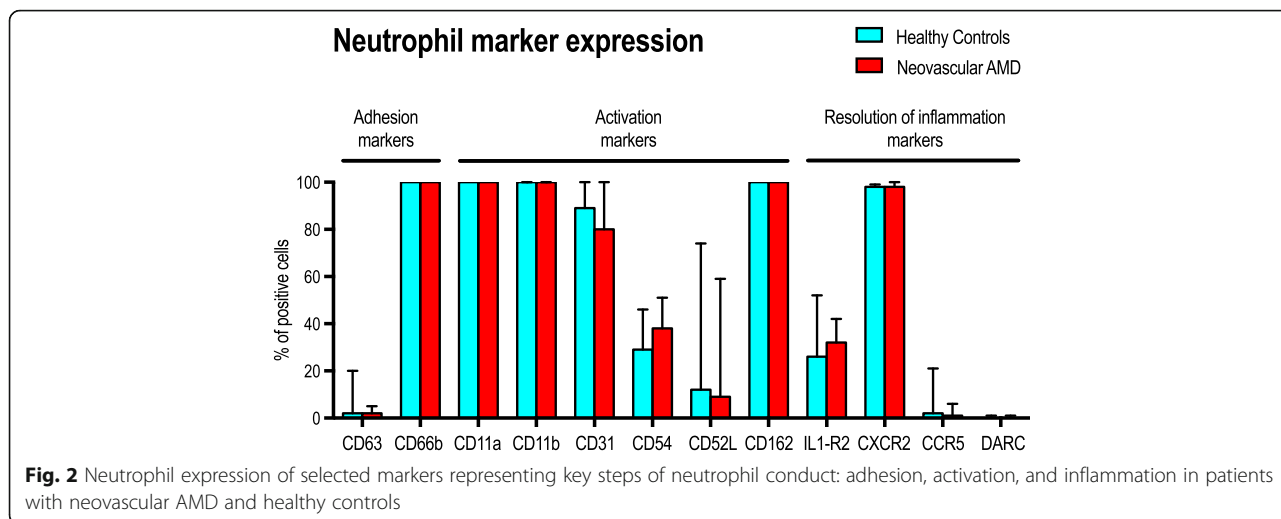 Neutrophil marker expression
Healthy Controls
Neovascular AMD
Adhesion
markers
Activation
markers
Resolution of inflammation
markers
% of positive cells
100
80
60
40
20
0
CD63 CD66b CD11a CD11b CD31 CD54 CD52L CD162 IL1-R2 CXCR2 CCR5 DARC
Fig. 2 Neutrophil expression of selected markers representing key steps of neutrophil conduct: adhesion, activation, and inflammation in patients
with neovascular AMD and healthy controls